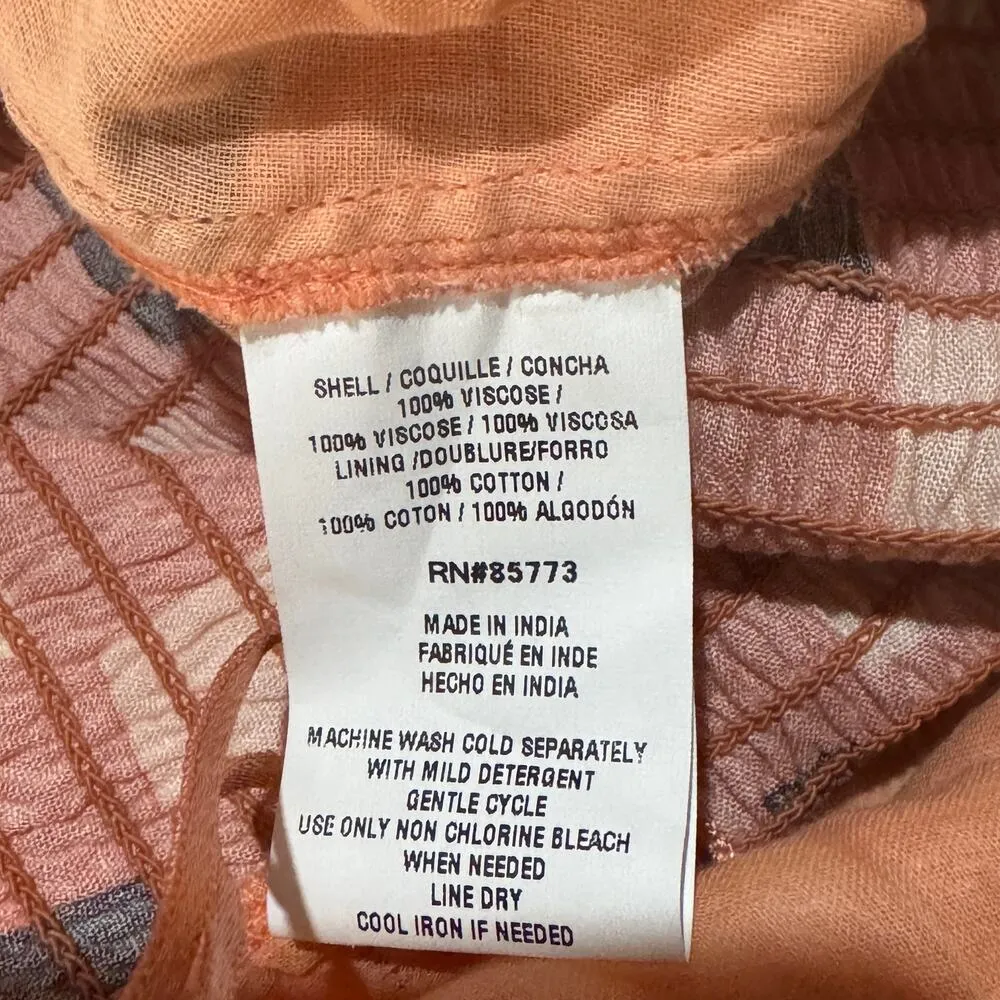 SHELL / COQUILLE / CONCHA
100% VISCOSE /
100% VISCOSE / 100% VISCOSA
LINING /DOUBLURE/FORRO
100% COTTON /
100% COTON / 100% ALGODÓN
RN#85773
MADE IN INDIA
FABRIQUÉ EN INDE
HECHO EN INDIA
MACHINE WASH COLD SEPARATELY
WITH MILD DETERGENT
GENTLE CYCLE
USE ONLY NON CHLORINE BLEACH
WHEN NEEDED
LINE DRY
COOL IRON IF NEEDED